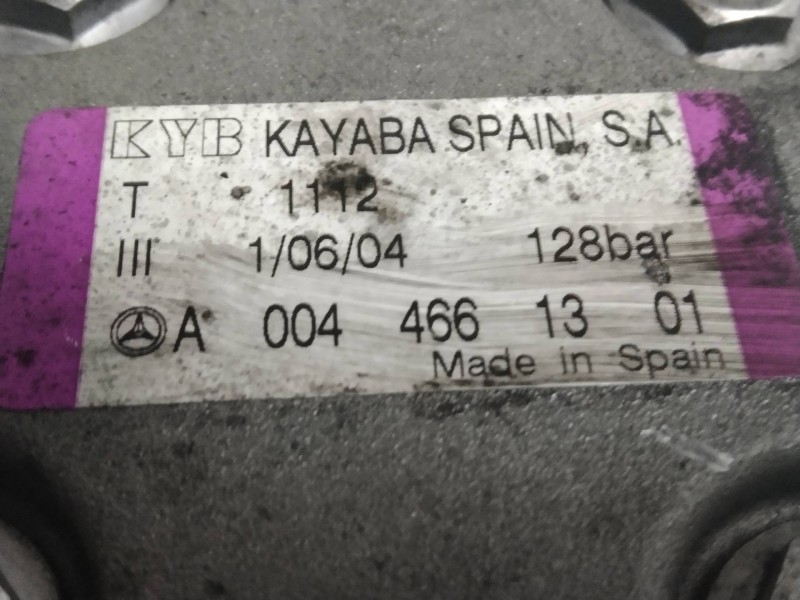 KYB KAYABA SPAIN, S.A.
T 1112
III 1/06/04 128bar
A 004 466 13 01
Made in Spain